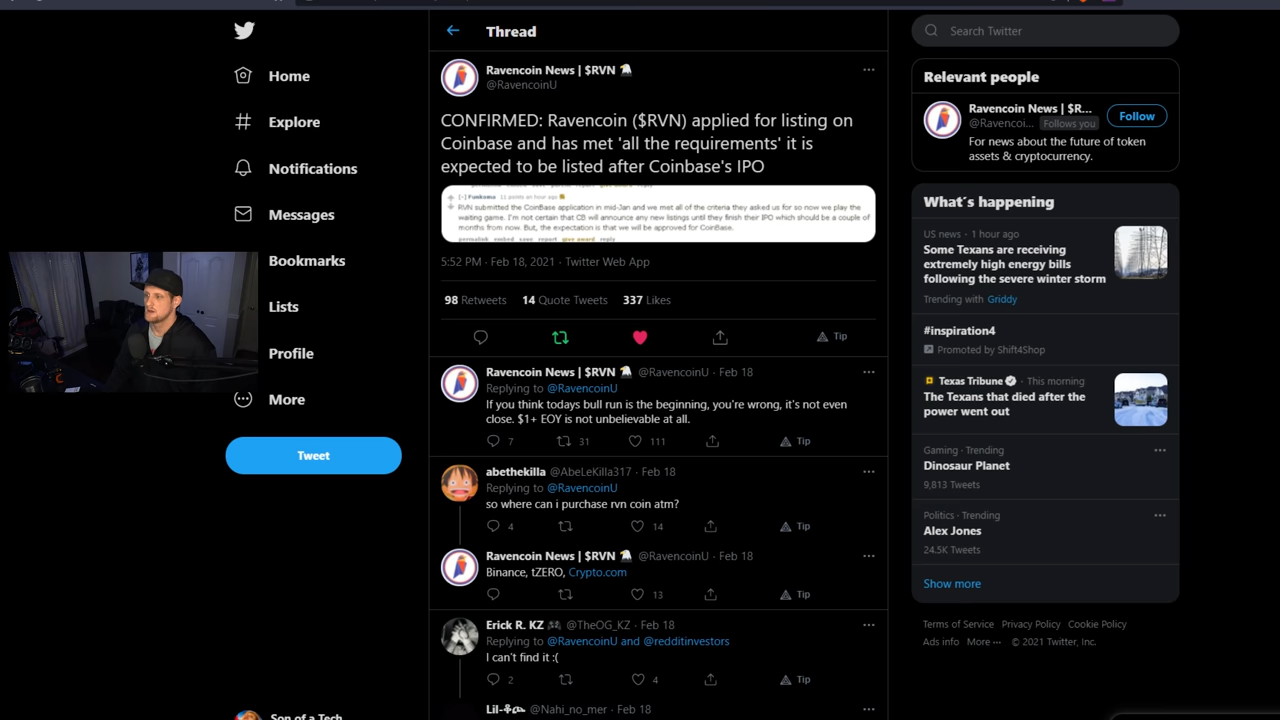 Home
Explore
Notifications
Messages
Bookmarks
Lists
Profile
More
Tweet
Son of a Tech
Thread
Ravencoin News | $RVN
@RavencoinU
CONFIRMED: Ravencoin ($RVN) applied for listing on
Coinbase and has met 'all the requirements' it is
expected to be listed after Coinbase's IPO
[-] Fuukoma 11 points an hour ago
RVN submitted the CoinBase application in mid-Jan and we met all of the criteria they asked us for so now we play the
waiting game. I'm not certain that CB will announce any new listings until they finish their IPO which should be a couple of
months from now. But, the expectation is that we will be approved for CoinBase.
permalink embed save report give award reply
5:52 PM · Feb 18, 2021 · Twitter Web App
98 Retweets 14 Quote Tweets 337 Likes
Tip
Ravencoin News | $RVN @RavencoinU · Feb 18
Replying to @RavencoinU
If you think todays bull run is the beginning, you're wrong, it's not even
close. $1+ EOY is not unbelievable at all.
7 31 111 Tip
abethekilla @AbeLeKilla317 · Feb 18
Replying to @RavencoinU
so where can i purchase rvn coin atm?
4 14 Tip
Ravencoin News | $RVN @RavencoinU · Feb 18
Binance, tZERO, Crypto.com
13 Tip
Erick R. KZ @TheOG_KZ · Feb 18
Replying to @RavencoinU and @redditinvestors
I can't find it :(
2 4 Tip
@Nahi_no_mer · Feb 18
Search Twitter
Relevant people
Ravencoin News | $R...
@Ravencoi... Follows you
Follow
For news about the future of token
assets & cryptocurrency.
What's happening
US news · 1 hour ago
Some Texans are receiving
extremely high energy bills
following the severe winter storm
Trending with Griddy
#inspiration4
Promoted by Shift4Shop
Texas Tribune · This morning
The Texans that died after the
power went out
Gaming · Trending
Dinosaur Planet
9,813 Tweets
Politics · Trending
Alex Jones
24.5K Tweets
Show more
Terms of Service Privacy Policy Cookie Policy
Ads info More ··· © 2021 Twitter, Inc.